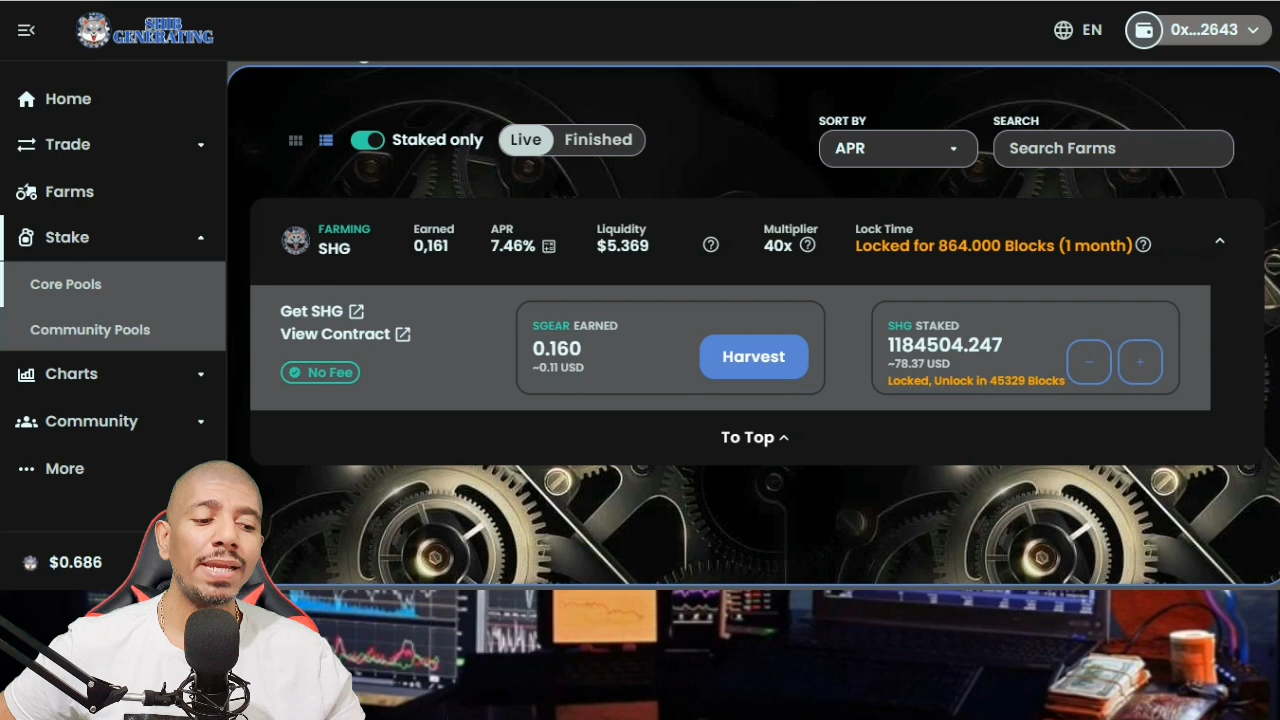 SHIB
GENERATING
EN
0x...2643
Home
Trade
Farms
Stake
Core Pools
Community Pools
Charts
Community
More
$0.686
Staked only
Live
Finished
SORT BY
APR
SEARCH
Search Farms
FARMING
SHG
Earned
0,161
APR
7.46%
Liquidity
$5.369
Multiplier
40x
Lock Time
Locked for 864.000 Blocks (1 month)
Get SHG
View Contract
No Fee
SGEAR EARNED
0.160
~0.11 USD
Harvest
SHG STAKED
1184504.247
~78.37 USD
Locked, Unlock in 45329 Blocks
To Top